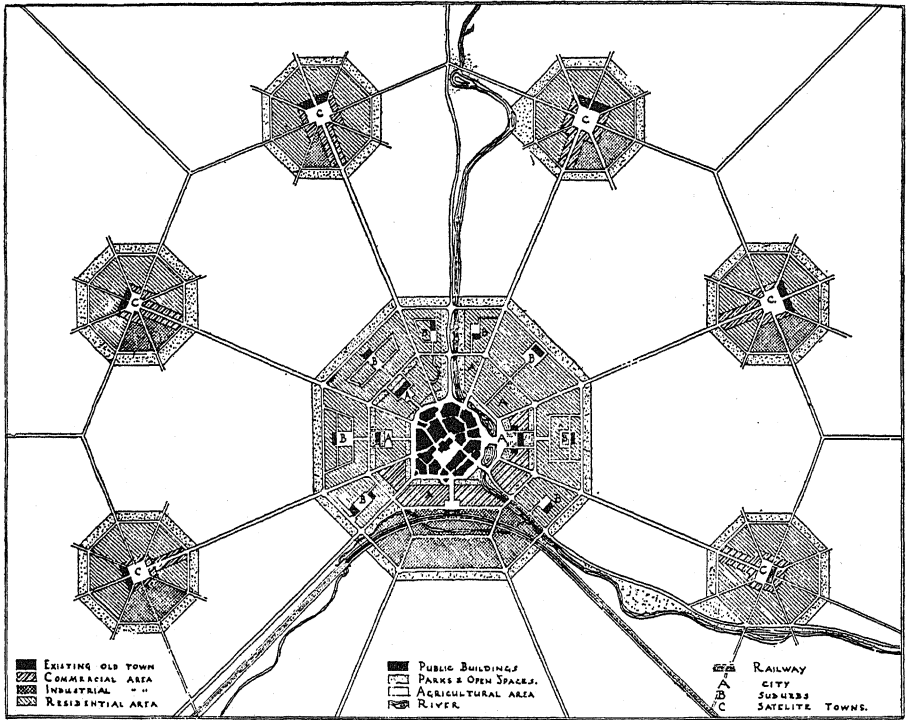 C
C
C
C
B
B
B
B
A
A
A
B
A
A
B
B
A
B
C
C
EXISTING OLD TOWN
COMMERCIAL AREA
INDUSTRIAL " "
RESIDENTIAL AREA
PUBLIC BUILDINGS
PARKS & OPEN SPACES.
AGRICULTURAL AREA
RIVER
RAILWAY
A CITY
B SUBURBS
C SATELITE TOWNS.